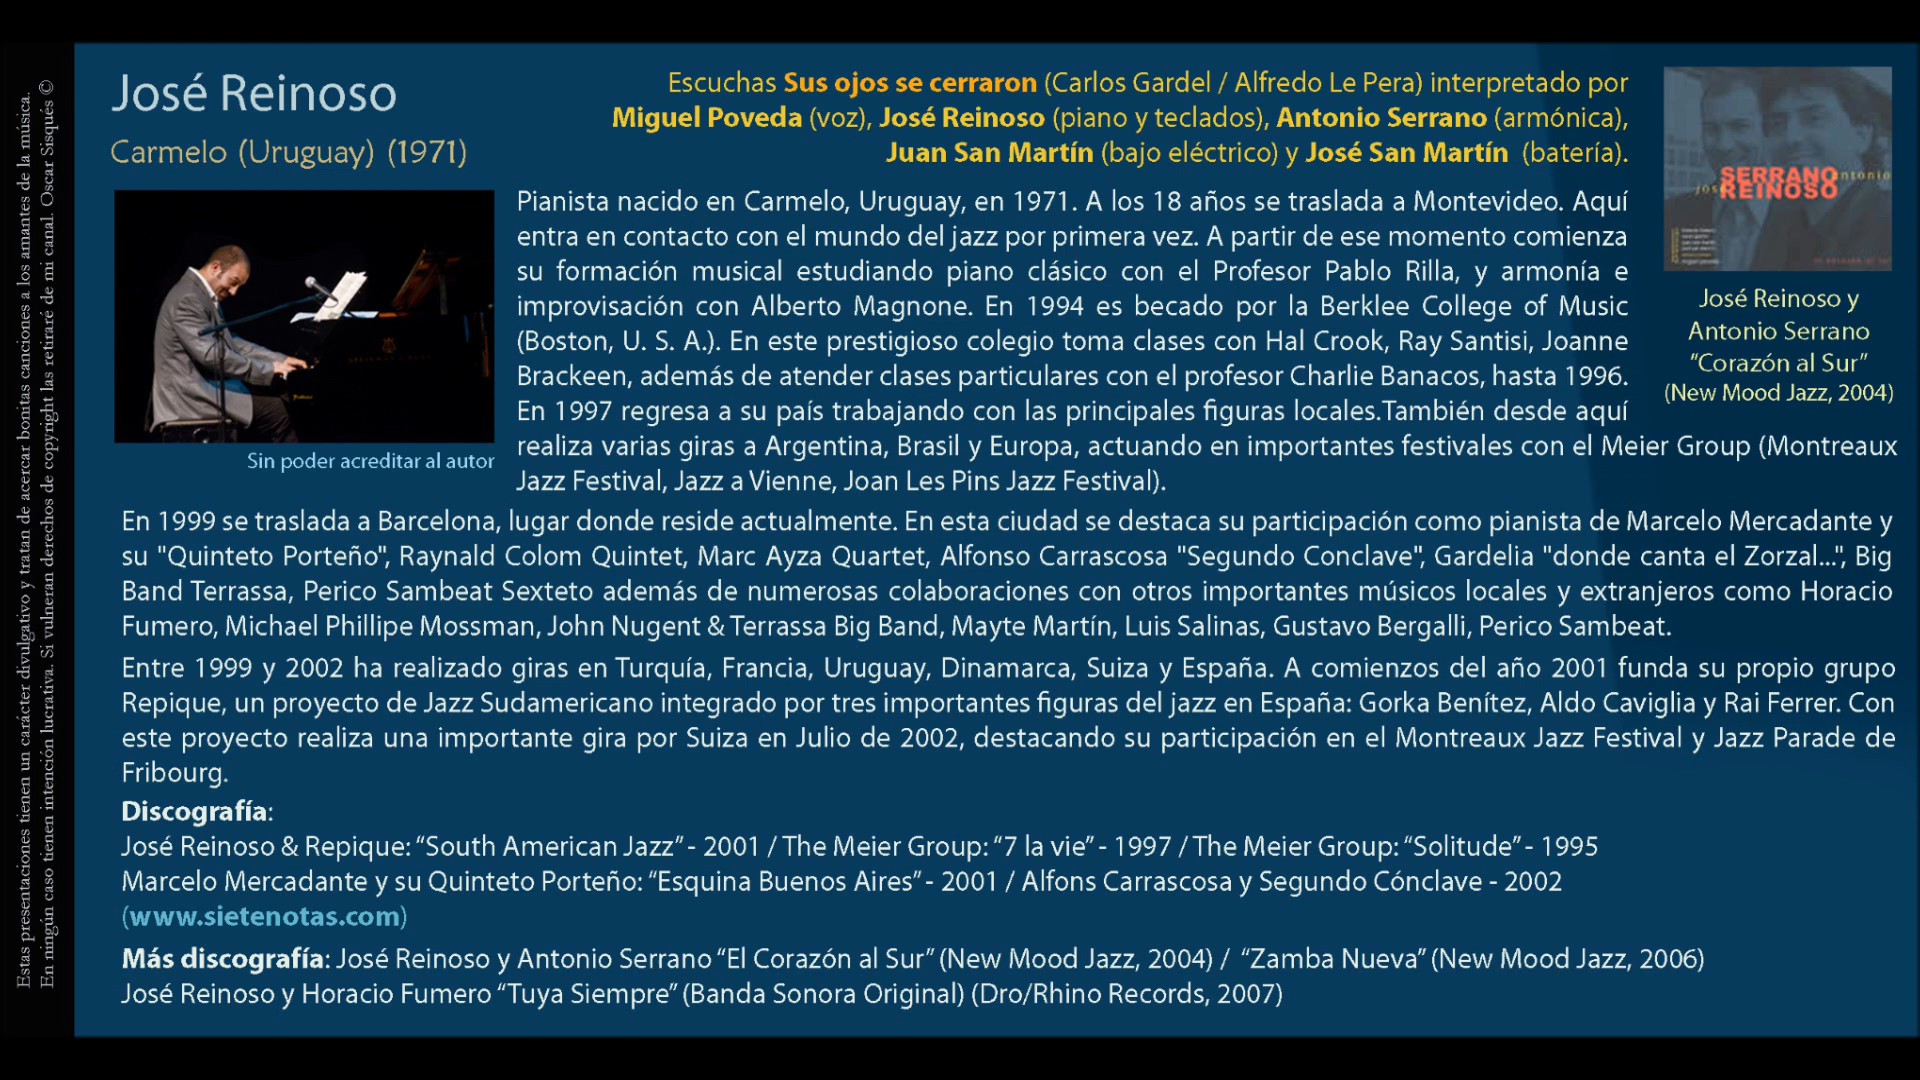 Estas presentaciones tienen un carácter divulgativo y tratan de acercar bonitas canciones a los amantes de la música.
En ningún caso tienen intención lucrativa. Si vulneran derechos de copyright las retiraré de mi canal. Oscar Sisqués ©
José Reinoso
Carmelo (Uruguay) (1971)
Escuchas Sus ojos se cerraron (Carlos Gardel / Alfredo Le Pera) interpretado por
Miguel Poveda (voz), José Reinoso (piano y teclados), Antonio Serrano (armónica),
Juan San Martín (bajo eléctrico) y José San Martín (batería).
SERRANO antonio
josé REINOSO
José Reinoso y
Antonio Serrano
“Corazón al Sur”
(New Mood Jazz, 2004)
Sin poder acreditar al autor
Pianista nacido en Carmelo, Uruguay, en 1971. A los 18 años se traslada a Montevideo. Aquí
entra en contacto con el mundo del jazz por primera vez. A partir de ese momento comienza
su formación musical estudiando piano clásico con el Profesor Pablo Rilla, y armonía e
improvisación con Alberto Magnone. En 1994 es becado por la Berklee College of Music
(Boston, U. S. A.). En este prestigioso colegio toma clases con Hal Crook, Ray Santisi, Joanne
Brackeen, además de atender clases particulares con el profesor Charlie Banacos, hasta 1996.
En 1997 regresa a su país trabajando con las principales figuras locales.También desde aquí
realiza varias giras a Argentina, Brasil y Europa, actuando en importantes festivales con el Meier Group (Montreaux
Jazz Festival, Jazz a Vienne, Joan Les Pins Jazz Festival).
En 1999 se traslada a Barcelona, lugar donde reside actualmente. En esta ciudad se destaca su participación como pianista de Marcelo Mercadante y
su "Quinteto Porteño", Raynald Colom Quintet, Marc Ayza Quartet, Alfonso Carrascosa "Segundo Conclave", Gardelia "donde canta el Zorzal...", Big
Band Terrassa, Perico Sambeat Sexteto además de numerosas colaboraciones con otros importantes músicos locales y extranjeros como Horacio
Fumero, Michael Phillipe Mossman, John Nugent & Terrassa Big Band, Mayte Martín, Luis Salinas, Gustavo Bergalli, Perico Sambeat.
Entre 1999 y 2002 ha realizado giras en Turquía, Francia, Uruguay, Dinamarca, Suiza y España. A comienzos del año 2001 funda su propio grupo
Repique, un proyecto de Jazz Sudamericano integrado por tres importantes figuras del jazz en España: Gorka Benítez, Aldo Caviglia y Rai Ferrer. Con
este proyecto realiza una importante gira por Suiza en Julio de 2002, destacando su participación en el Montreaux Jazz Festival y Jazz Parade de
Fribourg.
Discografía:
José Reinoso & Repique: “South American Jazz” - 2001 / The Meier Group: “7 la vie” - 1997 / The Meier Group: “Solitude” - 1995
Marcelo Mercadante y su Quinteto Porteño: “Esquina Buenos Aires” - 2001 / Alfons Carrascosa y Segundo Cónclave - 2002
(www.sietenotas.com)
Más discografía: José Reinoso y Antonio Serrano “El Corazón al Sur” (New Mood Jazz, 2004) / “Zamba Nueva” (New Mood Jazz, 2006)
José Reinoso y Horacio Fumero “Tuya Siempre” (Banda Sonora Original) (Dro/Rhino Records, 2007)